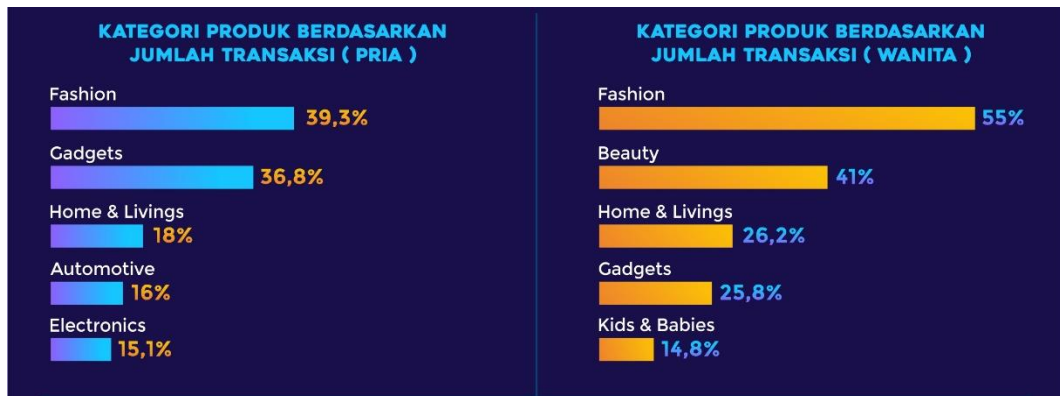 KATEGORI PRODUK BERDASARKAN
JUMLAH TRANSAKSI ( PRIA )
Fashion
39,3%
Gadgets
36,8%
Home & Livings
18%
Automotive
16%
Electronics
15,1%
KATEGORI PRODUK BERDASARKAN
JUMLAH TRANSAKSI ( WANITA )
Fashion
55%
Beauty
41%
Home & Livings
26,2%
Gadgets
25,8%
Kids & Babies
14,8%